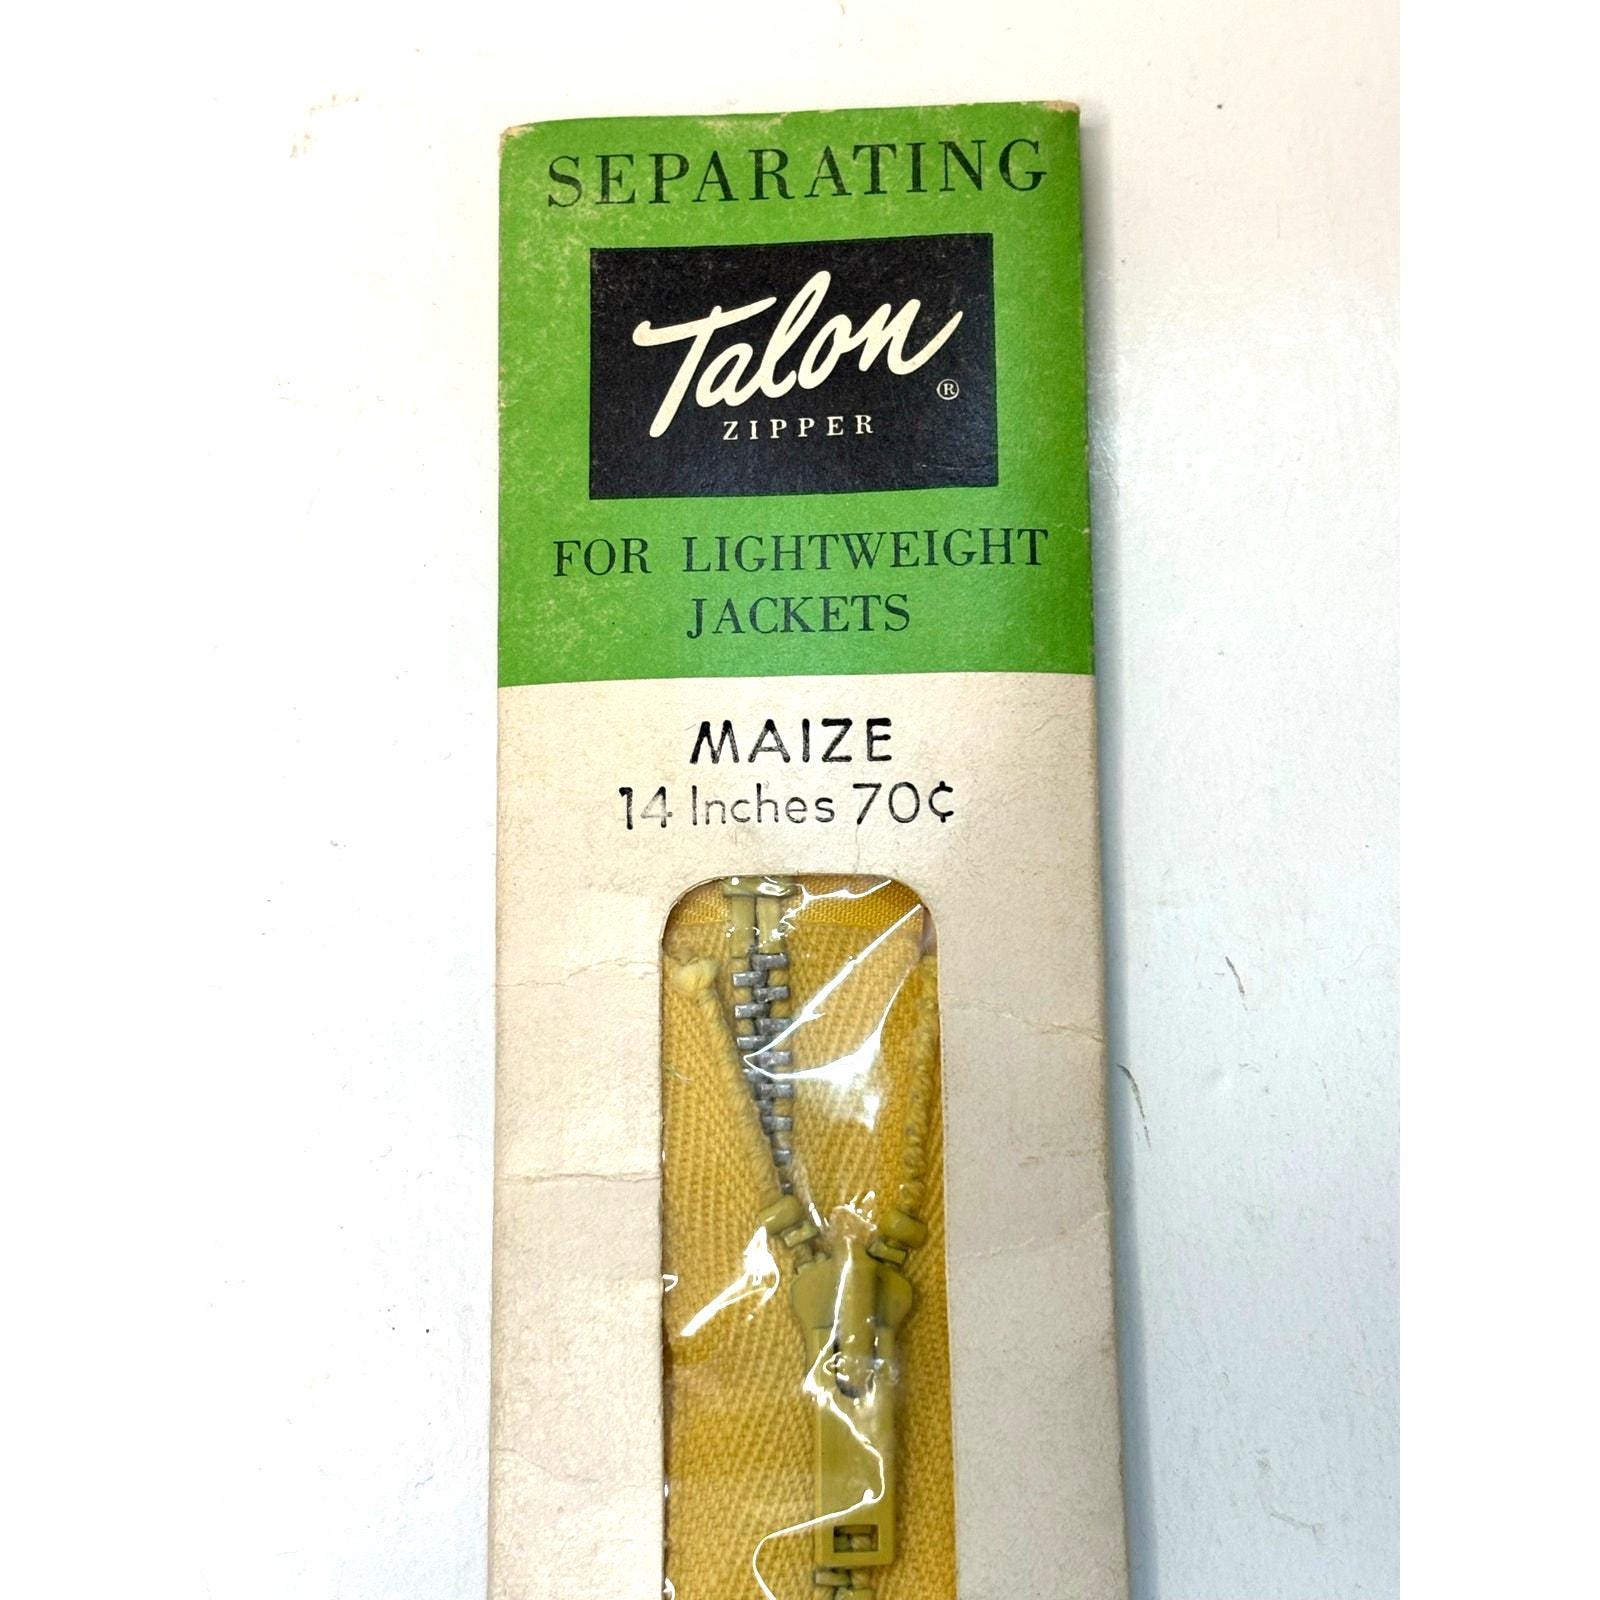 SEPARATING
Talon
ZIPPER ®
FOR LIGHTWEIGHT
JACKETS
MAIZE
14 Inches 70¢